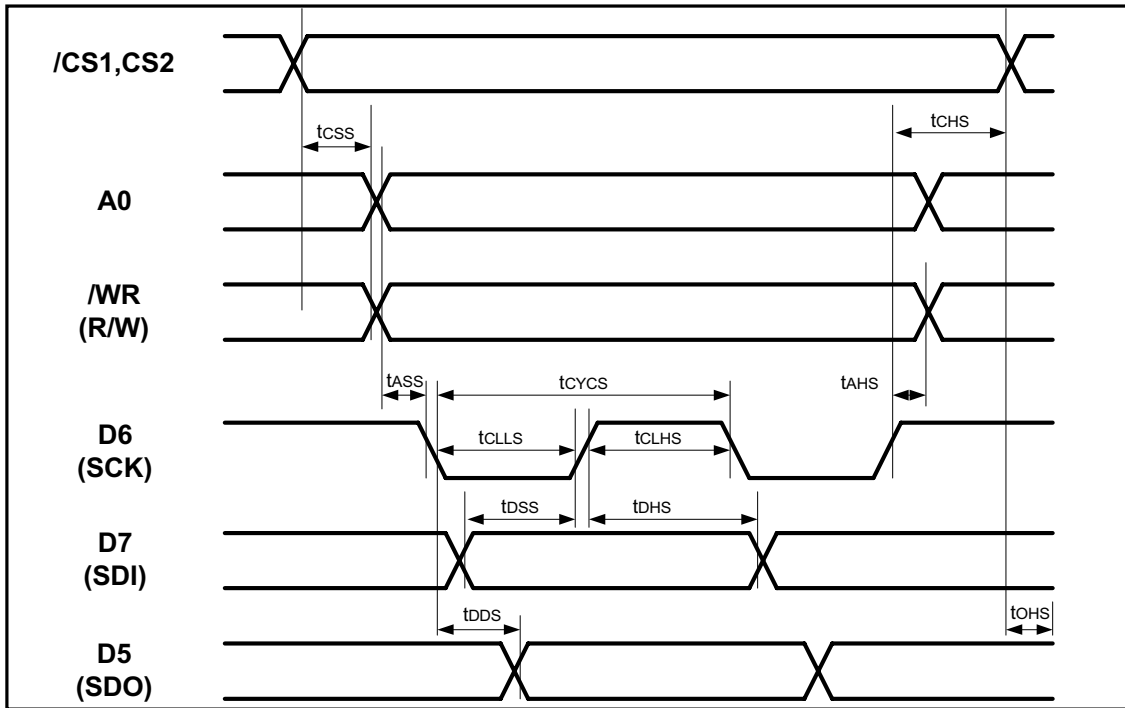 /CS1,CS2
tCSS
tCHS
A0
/WR
(R/W)
tASS
tCYCS
tAHS
D6
(SCK)
tCLLS
tCLHS
tDSS
tDHS
D7
(SDI)
tDDS
tOHS
D5
(SDO)